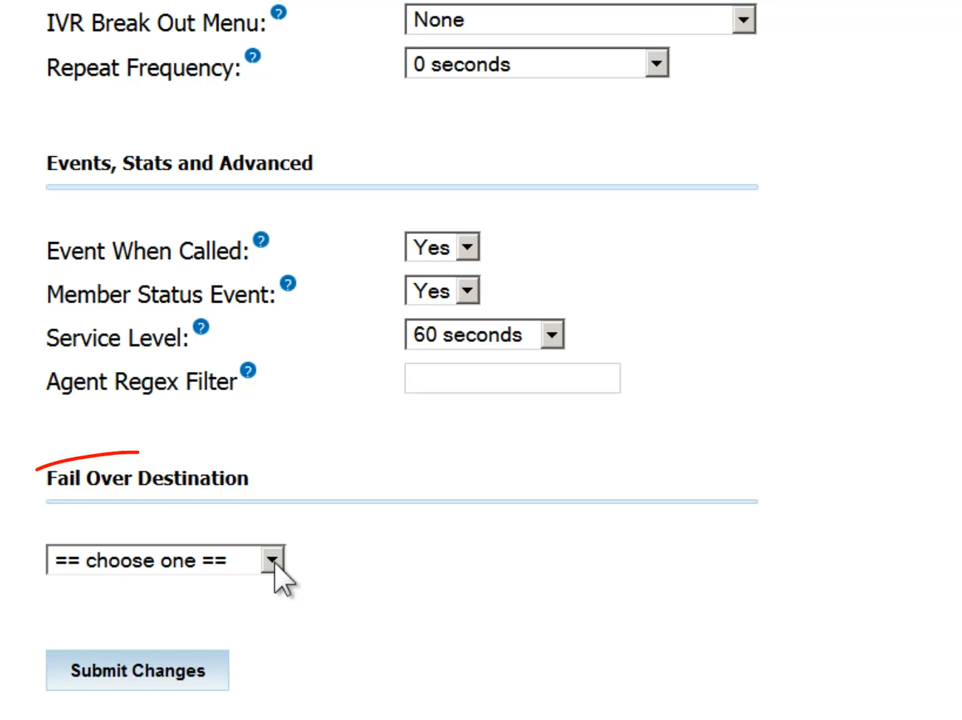 IVR Break Out Menu: ? None
Repeat Frequency: ? 0 seconds
Events, Stats and Advanced
Event When Called: ? Yes
Member Status Event: ? Yes
Service Level: ? 60 seconds
Agent Regex Filter ?
Fail Over Destination
== choose one ==
Submit Changes